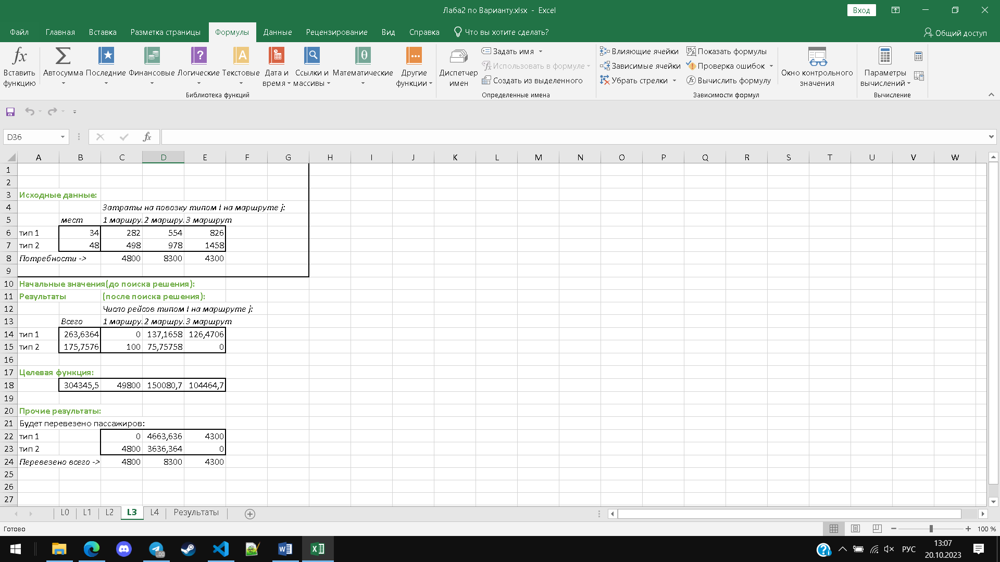 Лаба2 по Варианту.xlsx - Excel
Вход
Файл Главная Вставка Разметка страницы Формулы Данные Рецензирование Вид Справка Что вы хотите сделать? Общий доступ
Вставить функцию
Автосумма
Последние
Финансовые
Логические
Текстовые
Дата и время
Ссылки и массивы
Математические
Другие функции
Библиотека функций
Диспетчер имен
Задать имя
Использовать в формуле
Создать из выделенного
Определенные имена
Влияющие ячейки
Зависимые ячейки
Убрать стрелки
Показать формулы
Проверка ошибок
Вычислить формулу
Зависимости формул
Окно контрольного значения
Параметры вычислений
Вычисление
D36
fx
A B C D E F G H I J K L M N O P Q R S T U V W
1
2
3 Исходные данные:
4 Затраты на повозку типом I на маршруте j:
5 мест 1 маршру. 2 маршру. 3 маршрут
6 тип 1 34 282 554 826
7 тип 2 48 498 978 1458
8 Потребности -> 4800 8300 4300
9
10 Начальные значения(до поиска решения):
11 Результаты (после поиска решения):
12 Число рейсов типом I на маршруте j:
13 Всего 1 маршру. 2 маршру. 3 маршрут
14 тип 1 263,6364 0 137,1658 126,4706
15 тип 2 175,7576 100 75,75758 0
16
17 Целевая функция:
18 304345,5 49800 150080,7 104464,7
19
20 Прочие результаты:
21 Будет перевезено пассажиров:
22 тип 1 0 4663,636 4300
23 тип 2 4800 3636,364 0
24 Перевезено всего -> 4800 8300 4300
25
26
27
L0 L1 L2 L3 L4 Результаты
Готово
100 %
РУС
13:07
20.10.2023